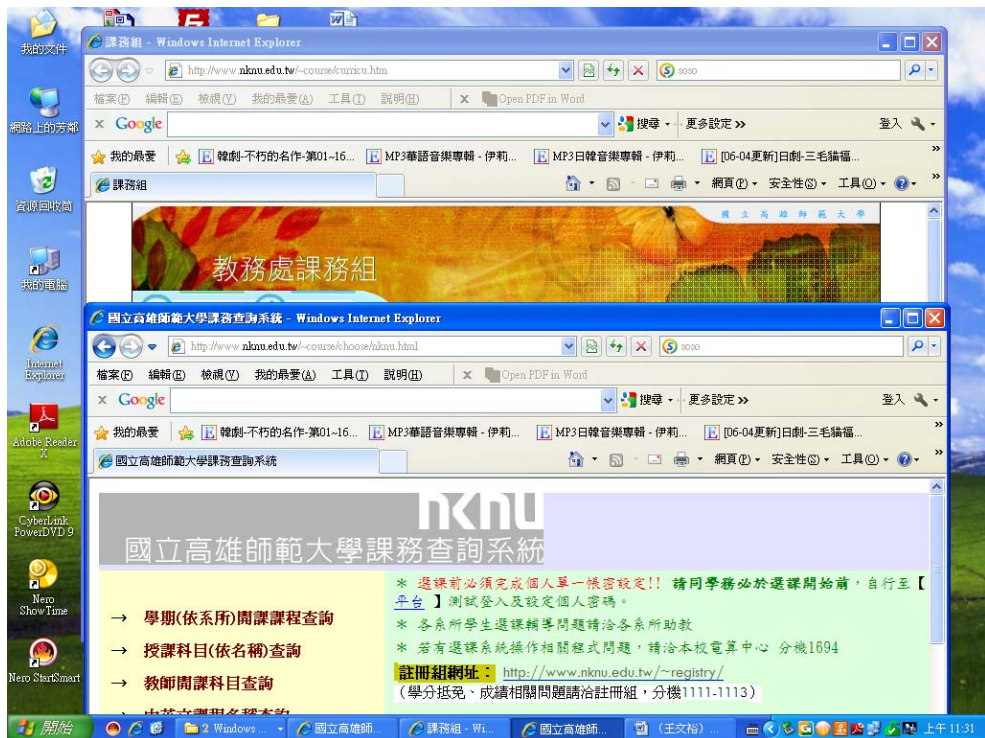 我的文件
網路上的芳鄰
資源回收筒
我的電腦
Internet
Explorer
Adobe Reader
X
CyberLink
PowerDVD 9
Nero
ShowTime
Nero StartSmart
課務組 - Windows Internet Explorer
http://www.nknu.edu.tw/~course/curricu.htm
soso
檔案(F) 編輯(E) 檢視(V) 我的最愛(A) 工具(T) 說明(H) x Open PDF in Word
x Google 搜尋 更多設定 >> 登入
我的最愛 韓劇-不朽的名作-第01~16... MP3華語音樂專輯 - 伊莉... MP3日韓音樂專輯 - 伊莉... [06-04更新]日劇-三毛貓福... »
課務組 網頁(P) 安全性(S) 工具(O) »
國立高雄師範大學
教務處課務組
國立高雄師範大學課務查詢系統 - Windows Internet Explorer
http://www.nknu.edu.tw/~course/choose/nknu.html
soso
檔案(F) 編輯(E) 檢視(V) 我的最愛(A) 工具(T) 說明(H) x Open PDF in Word
x Google 搜尋 更多設定 >> 登入
我的最愛 韓劇-不朽的名作-第01~16... MP3華語音樂專輯 - 伊莉... MP3日韓音樂專輯 - 伊莉... [06-04更新]日劇-三毛貓福... »
國立高雄師範大學課務查詢系統 網頁(P) 安全性(S) 工具(O) »
nknu
國立高雄師範大學課務查詢系統
→ 學期(依系所)開課課程查詢
→ 授課科目(依名稱)查詢
→ 教師開課科目查詢
→ 中英文課程名稱查詢
* 選課前必須完成個人單一帳密設定!! 請同學務必於選課開始前，自行至【
平台 】測試登入及設定個人密碼。
* 各系所學生選課輔導問題請洽各系所助教
* 若有選課系統操作相關程式問題，請洽本校電算中心 分機1694
註冊組網址： http://www.nknu.edu.tw/~registry/
（學分抵免、成績相關問題請洽註冊組，分機1111-1113）
開始 2 Windows ... 國立高雄師... 課務組 - Wi... 國立高雄師... （王文裕）... 上午 11:31